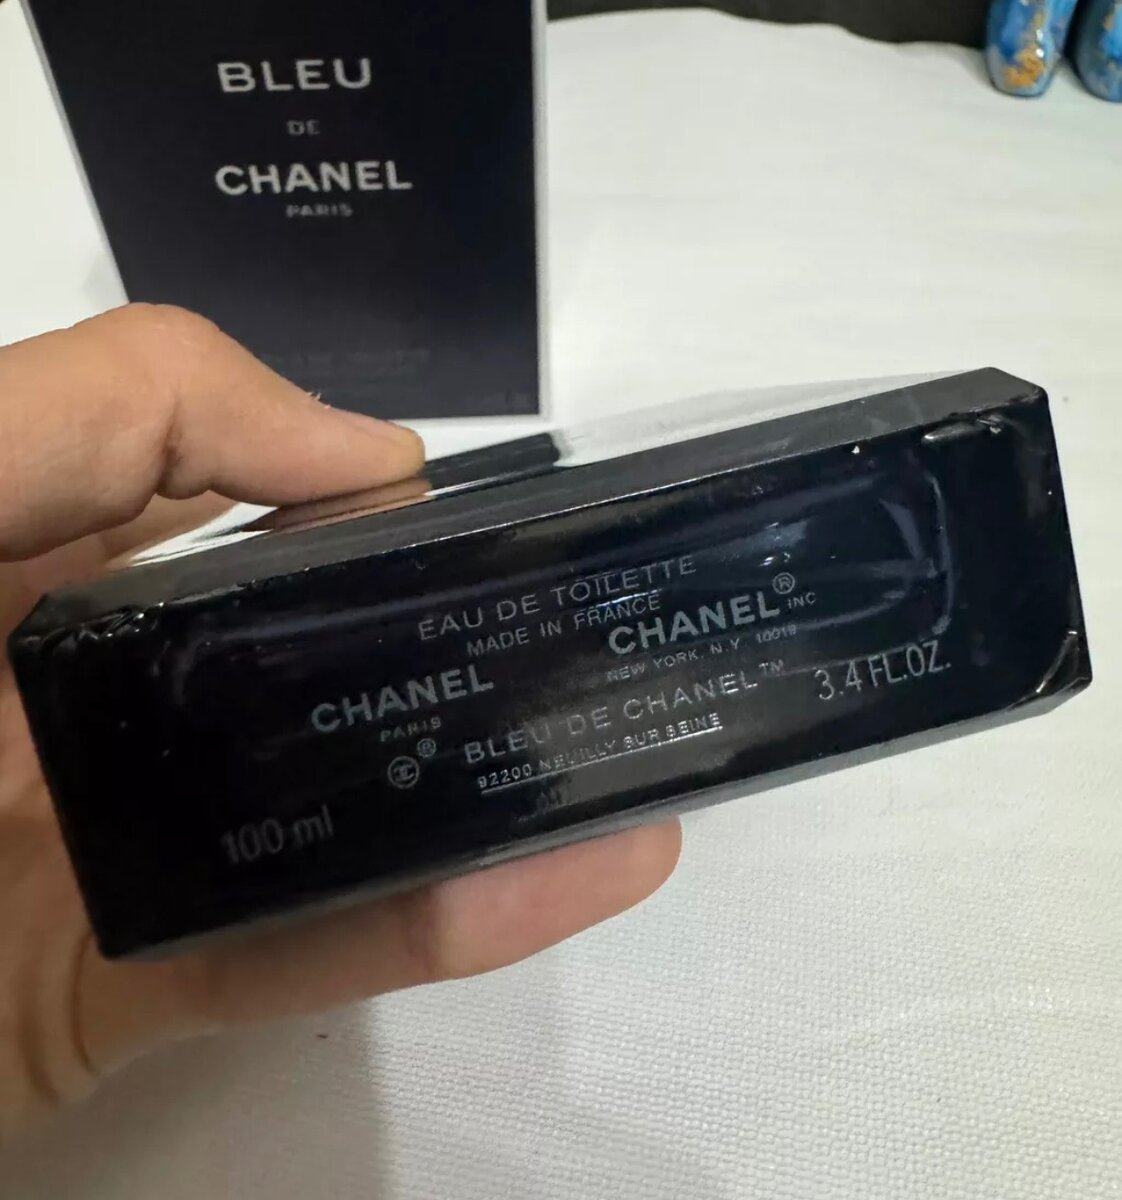 BLEU
DE
CHANEL
PARIS
EAU DE TOILETTE
MADE IN FRANCE
CHANEL® INC
NEW YORK, N.Y. 10019
CHANEL
PARIS
®
BLEU DE CHANEL™
92200 NEUILLY SUR SEINE
100 ml
3.4 FL.OZ.